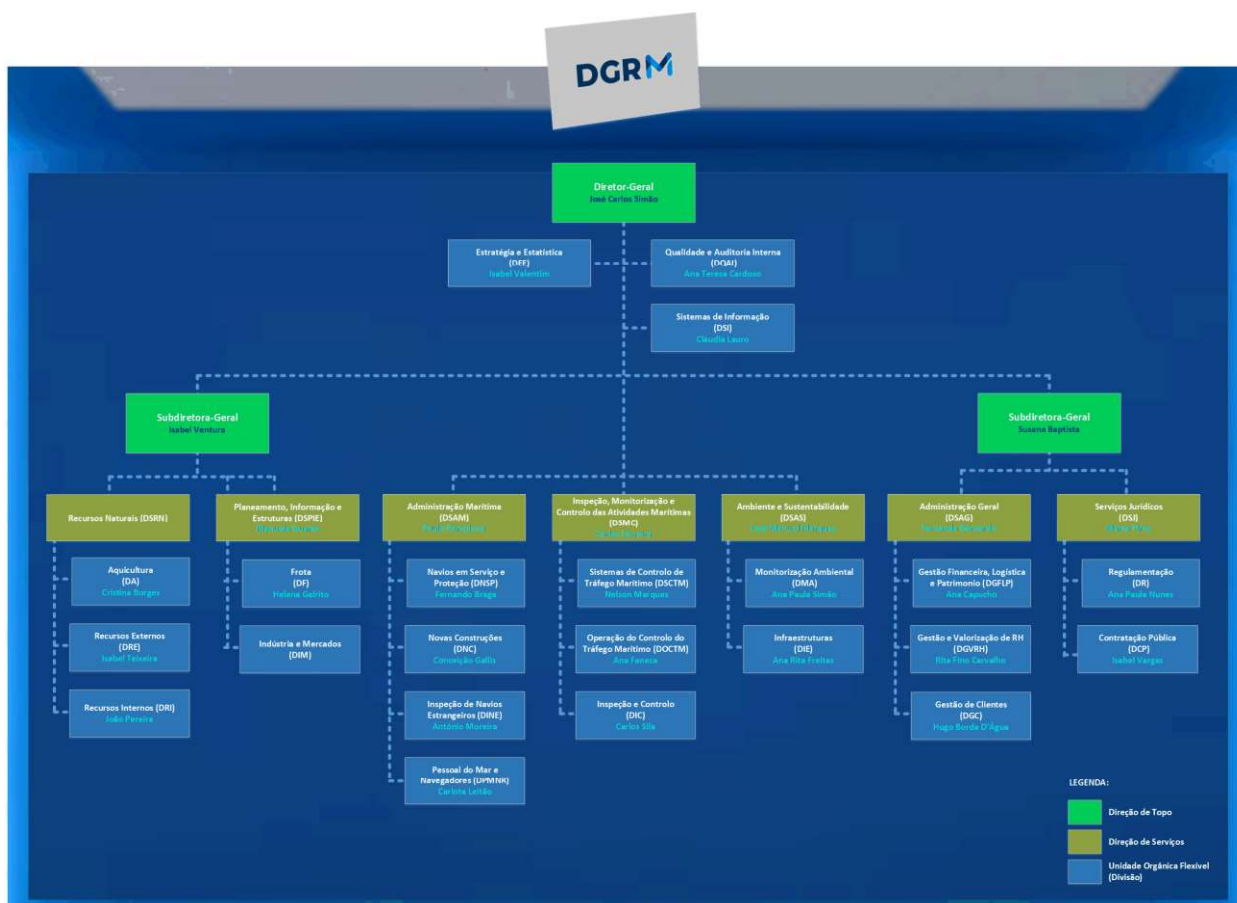 DGRM
Diretor-Geral
José Carlos Simão
Estratégia e Estatística
(DEE)
Isabel Valentim
Qualidade e Auditoria Interna
(DQAI)
Ana Teresa Cardoso
Sistemas de Informação
(DSI)
Cláudia Lauro
Subdiretora-Geral
Isabel Ventura
Subdiretora-Geral
Susana Baptista
Recursos Naturais (DSRN)
Planeamento, Informação e
Estruturas (DSPIE)
Administração Marítima
(DSAM)
Inspeção, Monitorização e
Controlo das Atividades Marítimas
(DSMC)
Ambiente e Sustentabilidade
(DSAS)
Administração Geral
(DSAG)
Serviços Jurídicos
(DSJ)
Aquicultura
(DA)
Cristina Borges
Recursos Externos
(DRE)
Isabel Teixeira
Recursos Internos (DRI)
João Pereira
Frota
(DF)
Helena
Indústria e Mercados
(DIM)
Navios em Serviço e
Proteção (DNSP)
Fernando Braga
Novas Construções
(DNC)
Conceição
Inspeção de Navios
Estrangeiros (DINE)
António Moreira
Pessoal do Mar e
Navegadores (DPMNR)
Carlota Leitão
Sistemas de Controlo de
Tráfego Marítimo (DSCTM)
Nelson Marques
Operação do Controlo do
Tráfego Marítimo (DOCTM)
Ana
Inspeção e Controlo
(DIC)
Carlos
Monitorização Ambiental
(DMA)
Ana Paula Simão
Infraestruturas
(DIE)
Ana Rita Freitas
Gestão Financeira, Logística
e Patrimonio (DGFLP)
Ana Capucho
Gestão e Valorização de RH
(DGVRH)
Rita Fino Carvalho
Gestão de Clientes
(DGC)
Hugo Borda D'Água
Regulamentação
(DR)
Ana Paula Nunes
Contratação Pública
(DCP)
Isabel Vargas
LEGENDA:
Direção de Topo
Direção de Serviços
Unidade Orgânica Flexível
(Divisão)